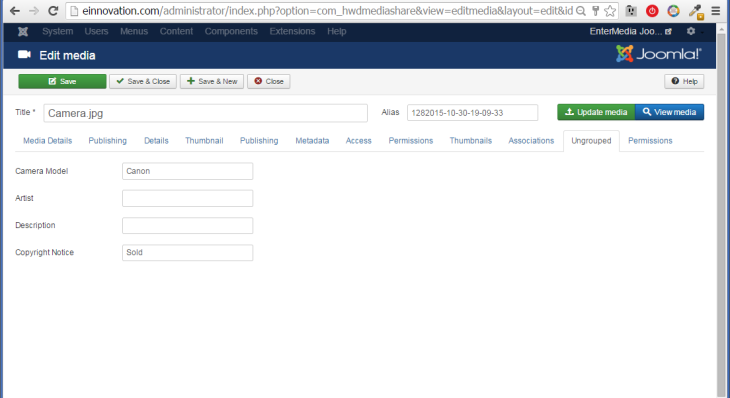 einnovation.com/administrator/index.php?option=com_hwdmediashare&view=editmedia&layout=edit&id
System Users Menus Content Components Extensions Help EnterMedia Joo...
Edit media Joomla!
Save Save & Close Save & New Close Help
Title * Camera.jpg Alias 1282015-10-30-19-09-33 Update media View media
Media Details Publishing Details Thumbnail Publishing Metadata Access Permissions Thumbnails Associations Ungrouped Permissions
Camera Model Canon
Artist
Description
Copyright Notice Sold